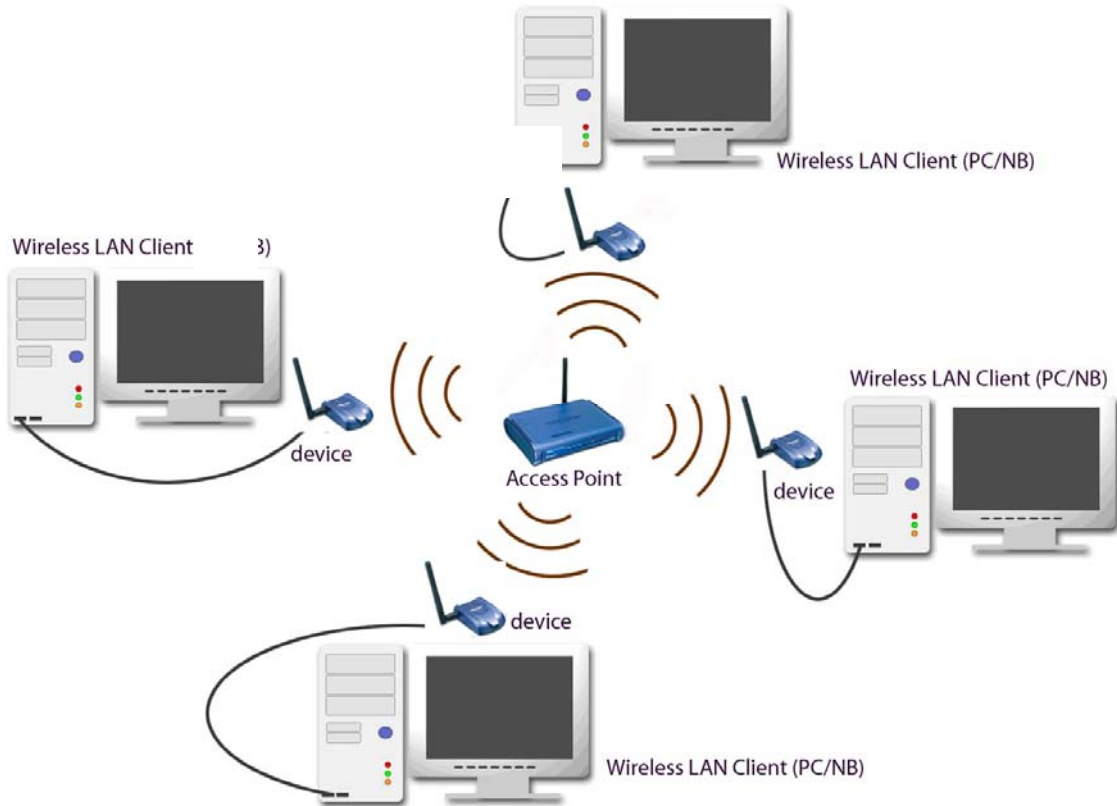 Wireless LAN Client (PC/NB)
Wireless LAN Client
Wireless LAN Client (PC/NB)
device
Access Point
device
device
Wireless LAN Client (PC/NB)